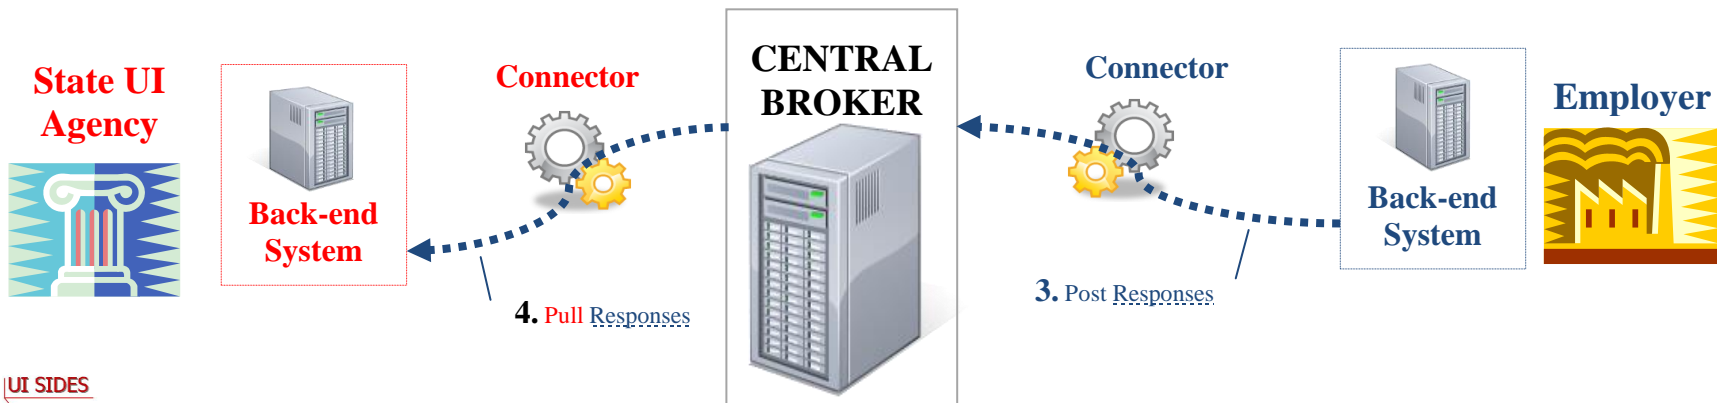 State UI
Agency
Back-end
System
Connector
4. Pull Responses
CENTRAL
BROKER
Connector
3. Post Responses
Back-end
System
Employer
UI SIDES